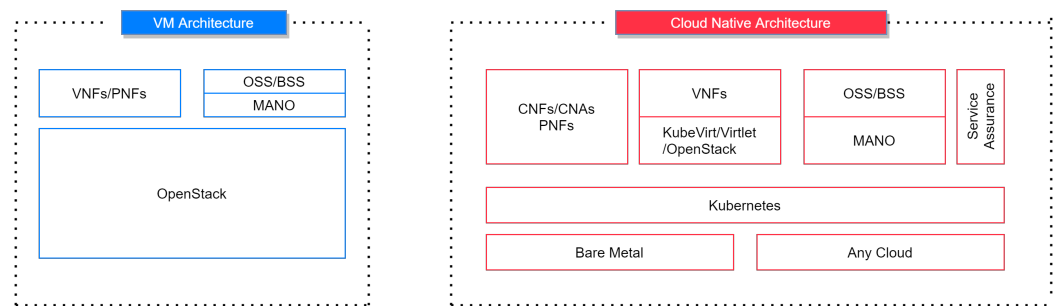 VM Architecture
VNFs/PNFs
OSS/BSS
MANO
OpenStack
Cloud Native Architecture
CNFs/CNAs
PNFs
VNFs
KubeVirt/Virtlet
/OpenStack
OSS/BSS
MANO
Service
Assurance
Kubernetes
Bare Metal
Any Cloud